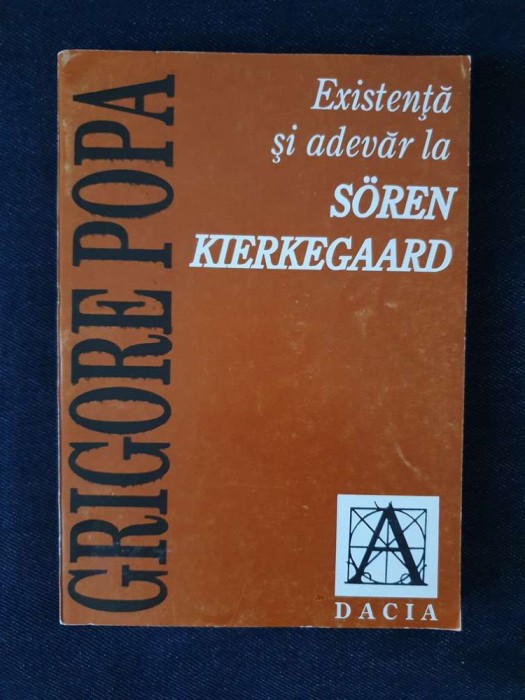 GRIGORE POPA
Existenţă
şi adevăr la
SÖREN
KIERKEGAARD
A
DACIA